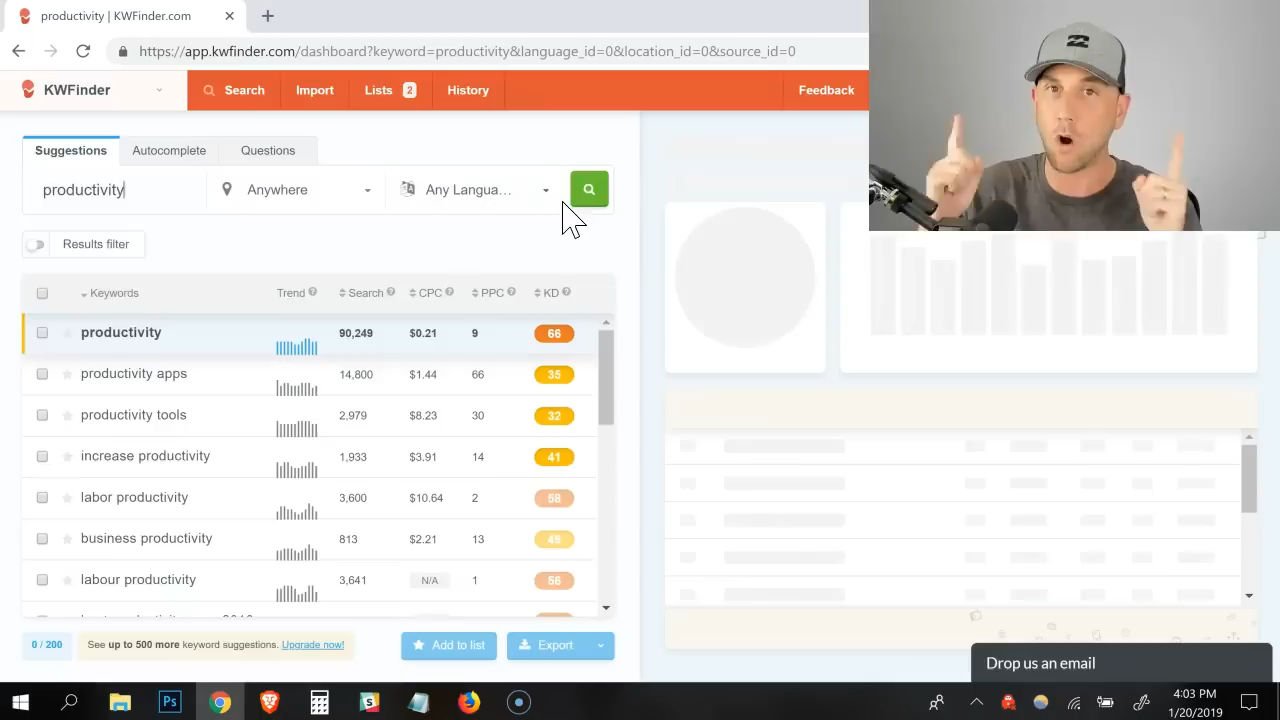 productivity | KWFinder.com
https://app.kwfinder.com/dashboard?keyword=productivity&language_id=0&location_id=0&source_id=0
KWFinder Search Import Lists 2 History Feedback
Suggestions Autocomplete Questions
productivity Anywhere Any Langua...
Results filter
Keywords Trend ? Search ? CPC ? PPC ? KD ?
productivity 90,249 $0.21 9 66
productivity apps 14,800 $1.44 66 35
productivity tools 2,979 $8.23 30 32
increase productivity 1,933 $3.91 14 41
labor productivity 3,600 $10.64 2 58
business productivity 813 $2.21 13
labour productivity 3,641 N/A 1 56
0 / 200 See up to 500 more keyword suggestions. Upgrade now! Add to list Export
Drop us an email
Ps
4:03 PM
1/20/2019